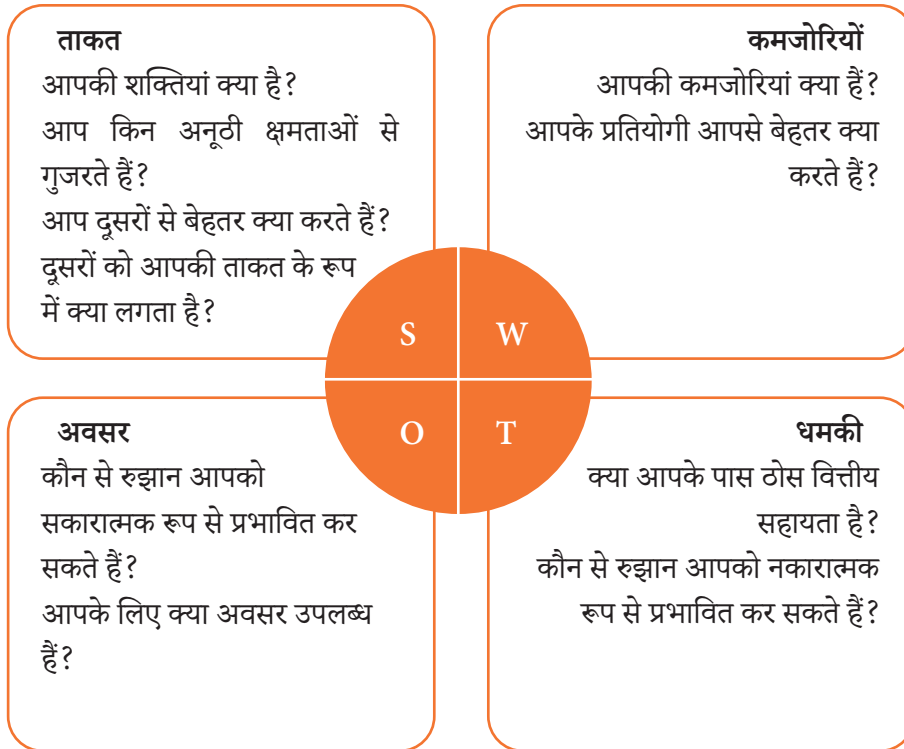 ताकत
आपकी शक्तियां क्या है?
आप किन अनूठी क्षमताओं से
गुजरते हैं?
आप दूसरों से बेहतर क्या करते हैं?
दूसरों को आपकी ताकत के रूप
में क्या लगता है?
कमजोरियों
आपकी कमजोरियां क्या हैं?
आपके प्रतियोगी आपसे बेहतर क्या
करते हैं?
S
W
O
T
अवसर
कौन से रुझान आपको
सकारात्मक रूप से प्रभावित कर
सकते हैं?
आपके लिए क्या अवसर उपलब्ध
हैं?
धमकी
क्या आपके पास ठोस वित्तीय
सहायता है?
कौन से रुझान आपको नकारात्मक
रूप से प्रभावित कर सकते हैं?